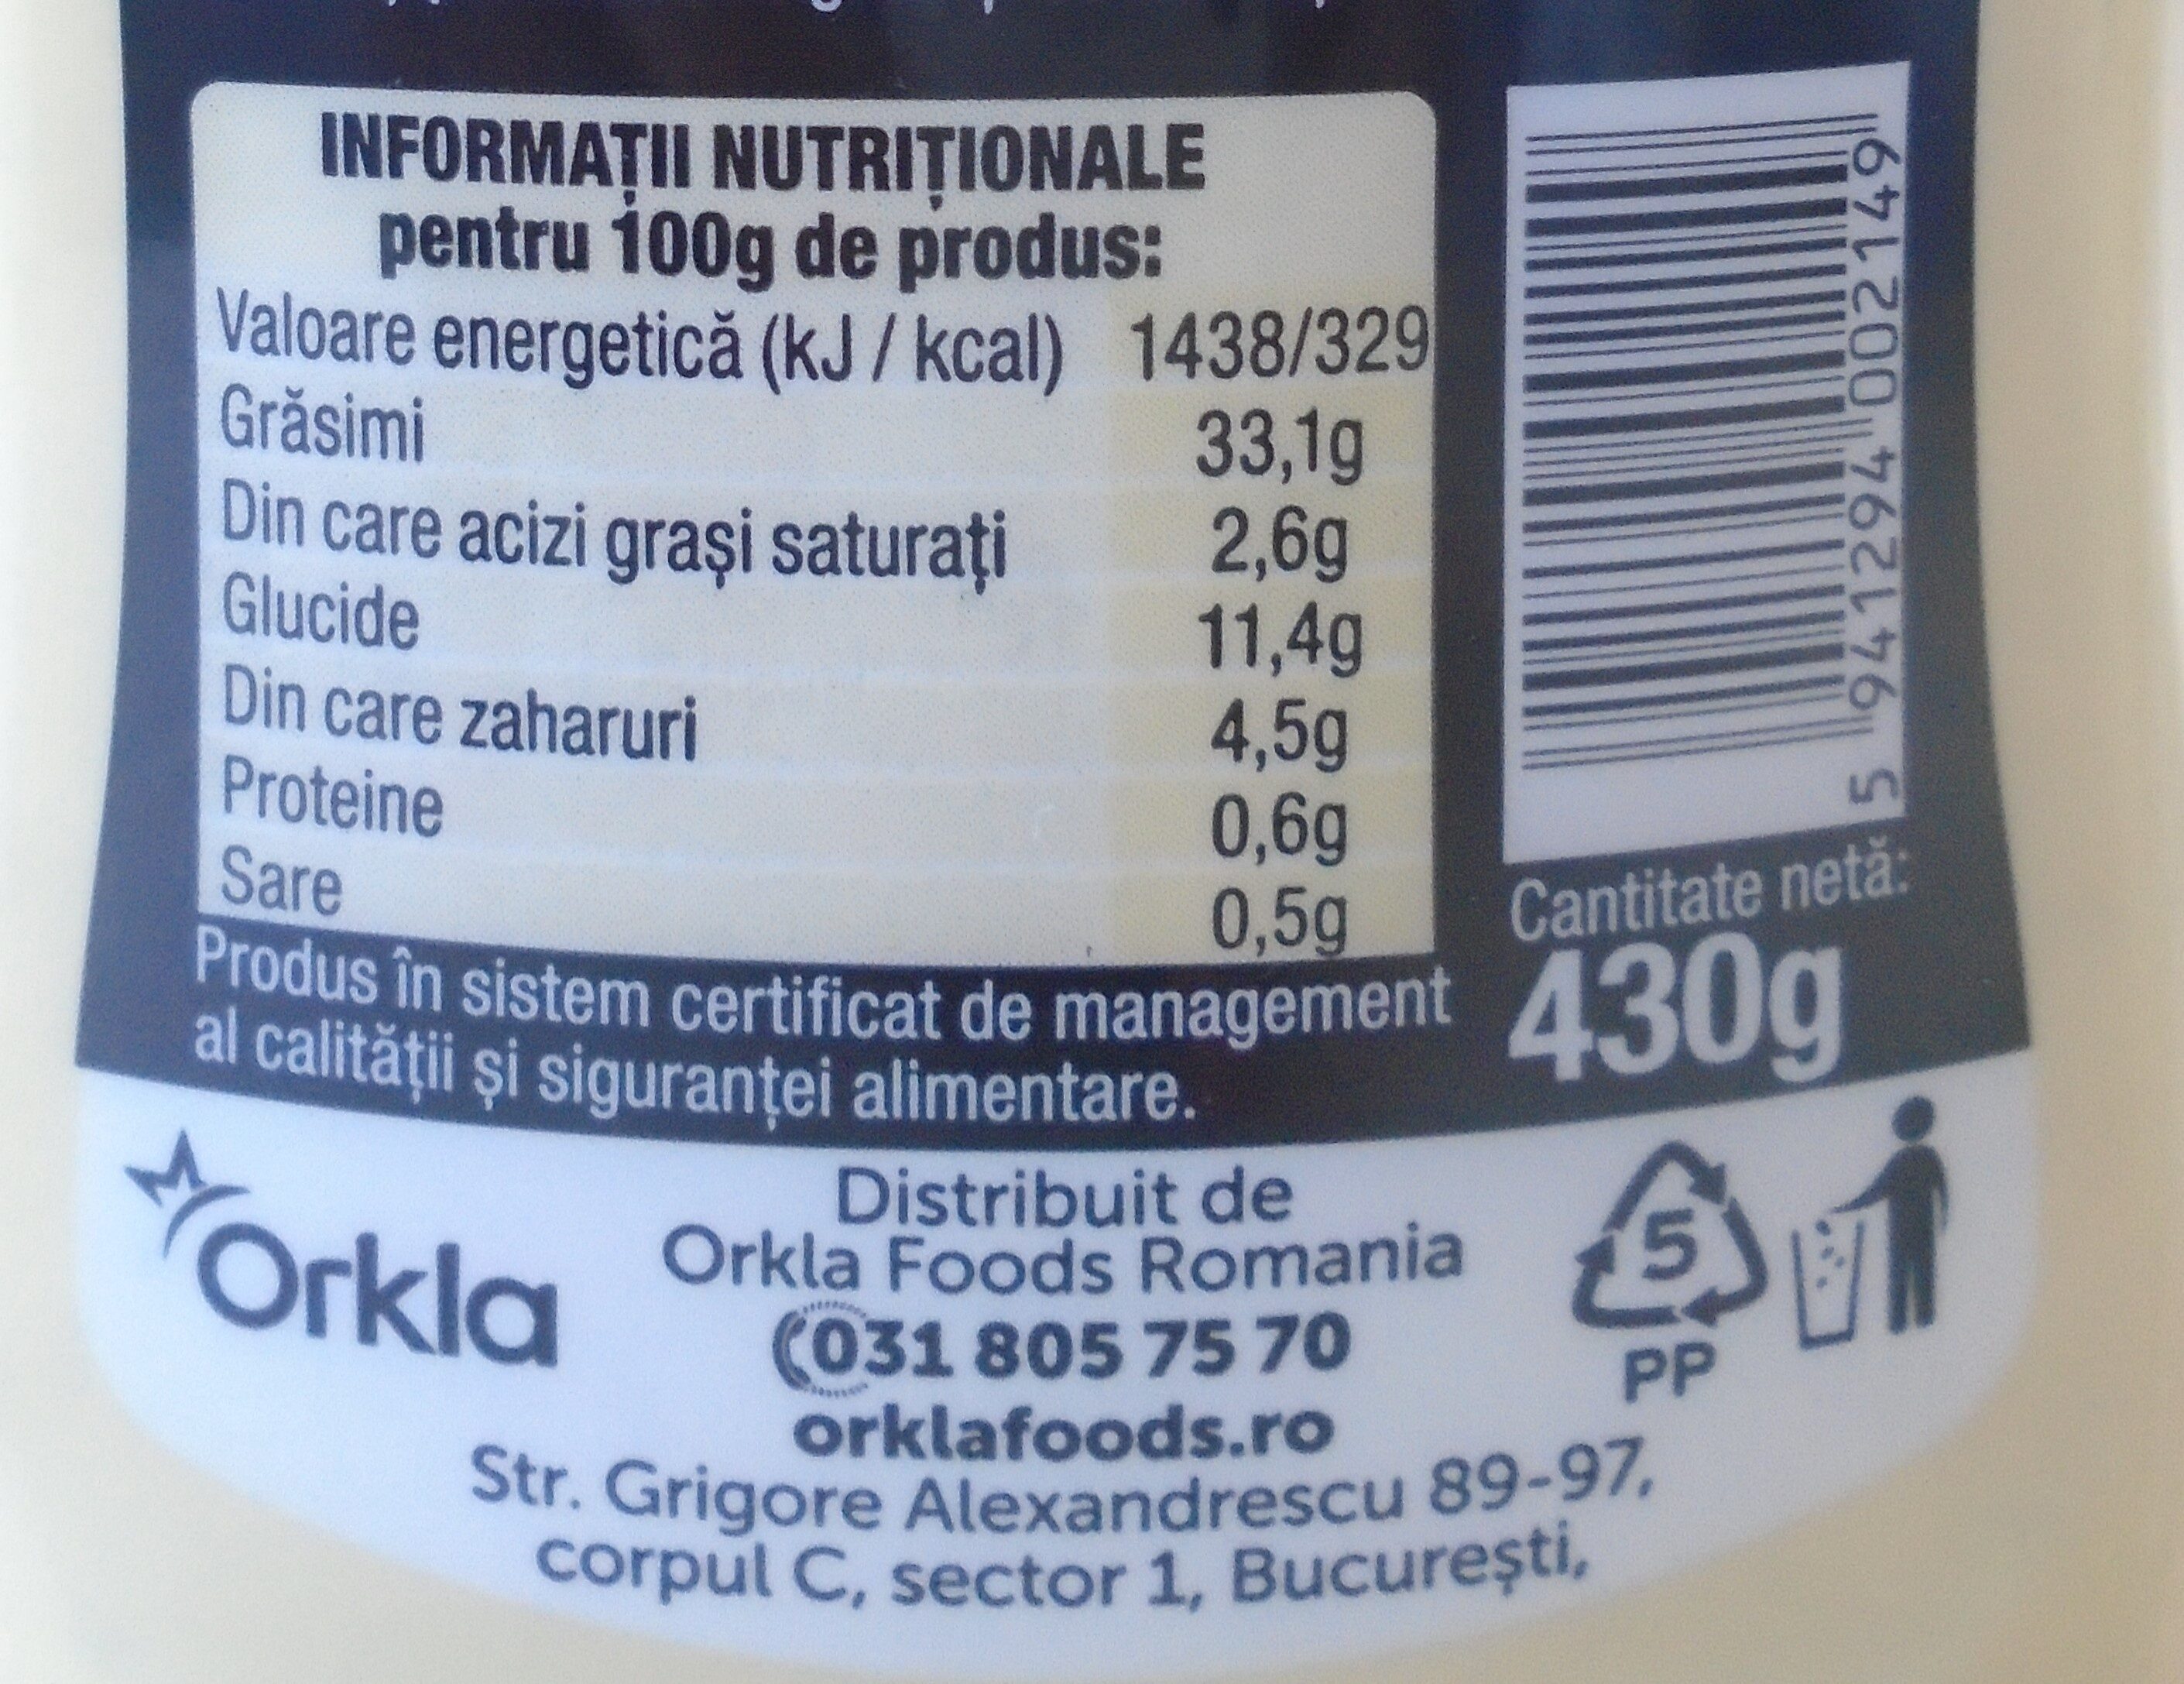 INFORMAȚII NUTRIȚIONALE
pentru 100g de produs:
Valoare energetică (kJ / kcal) 1438/329
Grăsimi 33,1g
Din care acizi grași saturați 2,6g
Glucide 11,4g
Din care zaharuri 4,5g
Proteine 0,6g
Sare 0,5g
Produs în sistem certificat de management
al calității și siguranței alimentare.
5 941294 002149
Cantitate netă:
430g
Orkla
Distribuit de
Orkla Foods Romania
031 805 75 70
orklafoods.ro
Str. Grigore Alexandrescu 89-97,
corpul C, sector 1, București,
5
PP